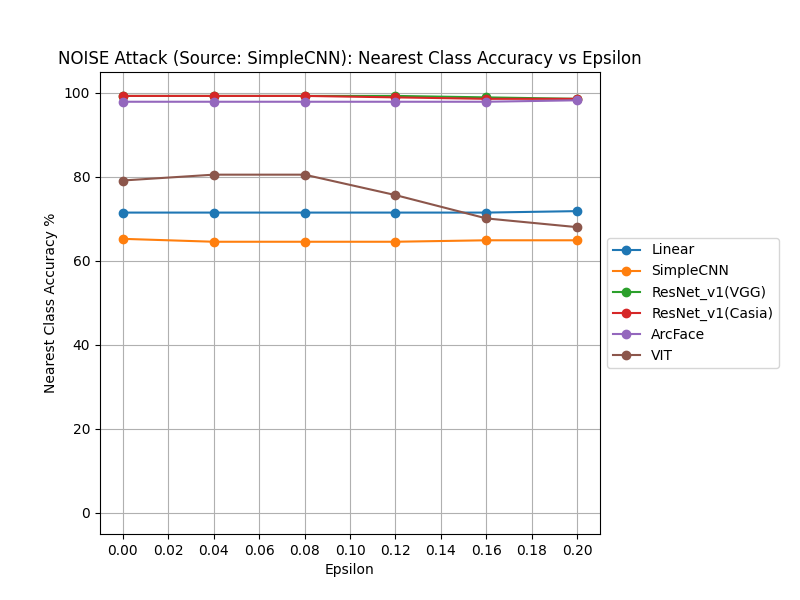 NOISE Attack (Source: SimpleCNN): Nearest Class Accuracy vs Epsilon
Nearest Class Accuracy %
100
80
60
40
20
0
0.00 0.02 0.04 0.06 0.08 0.10 0.12 0.14 0.16 0.18 0.20
Epsilon
Linear
SimpleCNN
ResNet_v1(VGG)
ResNet_v1(Casia)
ArcFace
VIT